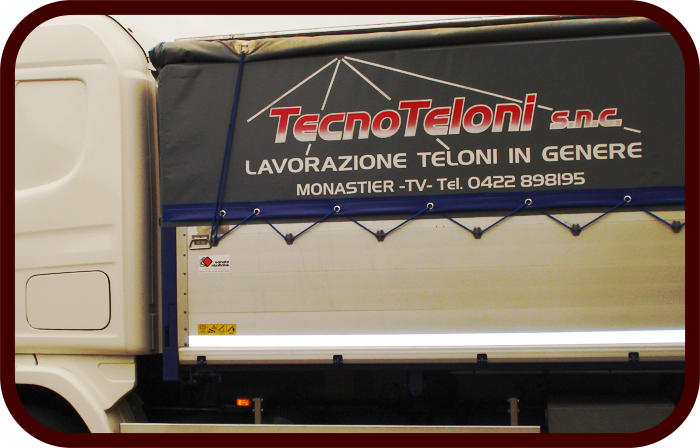 TecnoTeloni s.n.c.
LAVORAZIONE TELONI IN GENERE
MONASTIER -TV- Tel. 0422 898195